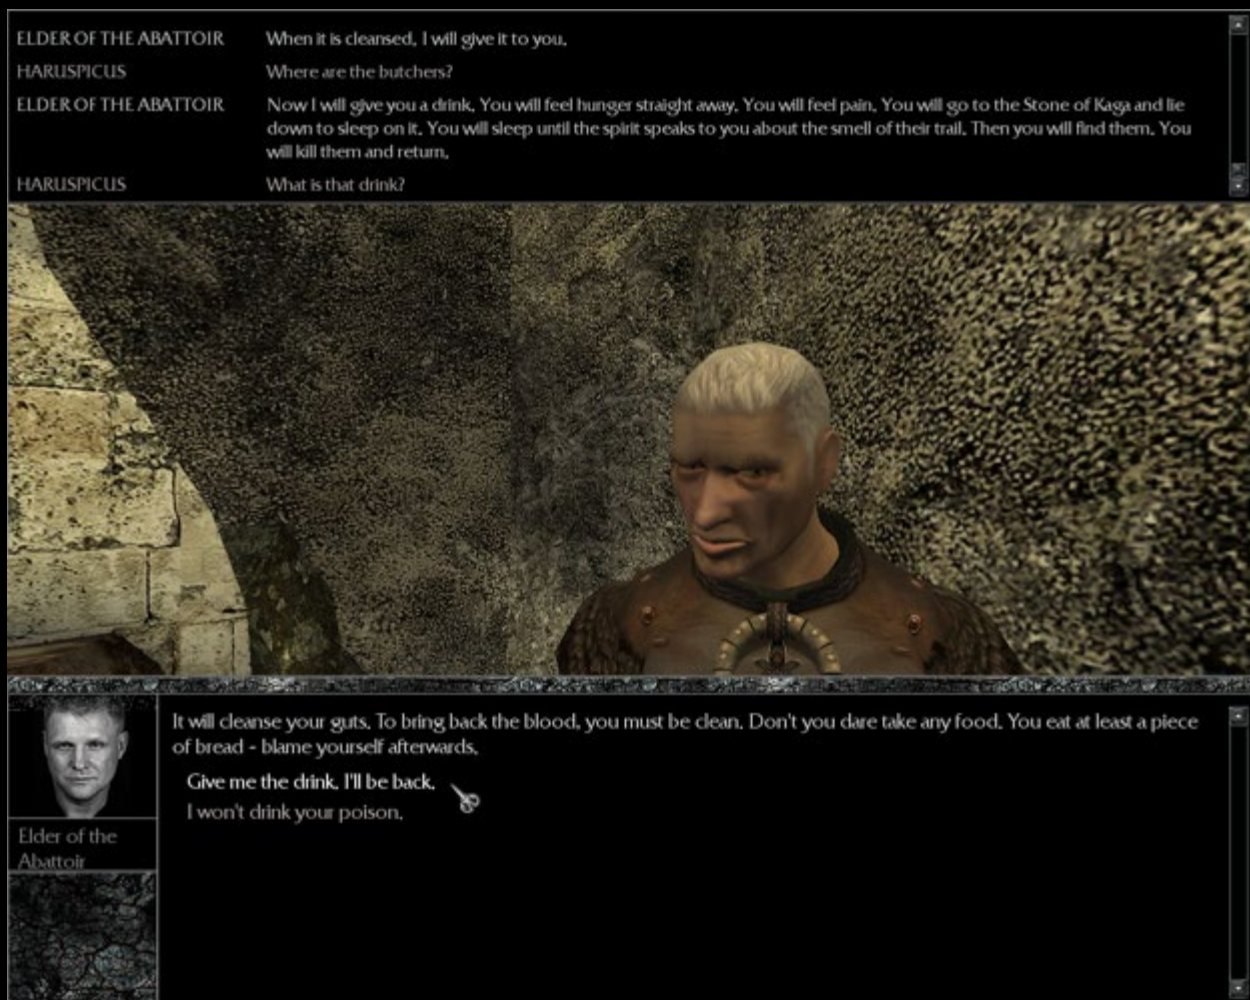 ELDER OF THE ABATTOIR When it is cleansed, I will give it to you.
HARUSPICUS Where are the butchers?
ELDER OF THE ABATTOIR Now I will give you a drink. You will feel hunger straight away. You will feel pain. You will go to the Stone of Kaga and lie
down to sleep on it. You will sleep until the spirit speaks to you about the smell of their trail. Then you will find them. You
will kill them and return.
HARUSPICUS What is that drink?
It will cleanse your guts. To bring back the blood, you must be clean. Don't you dare take any food. You eat at least a piece
of bread - blame yourself afterwards.
Give me the drink. I'll be back.
I won't drink your poison.
Elder of the
Abattoir